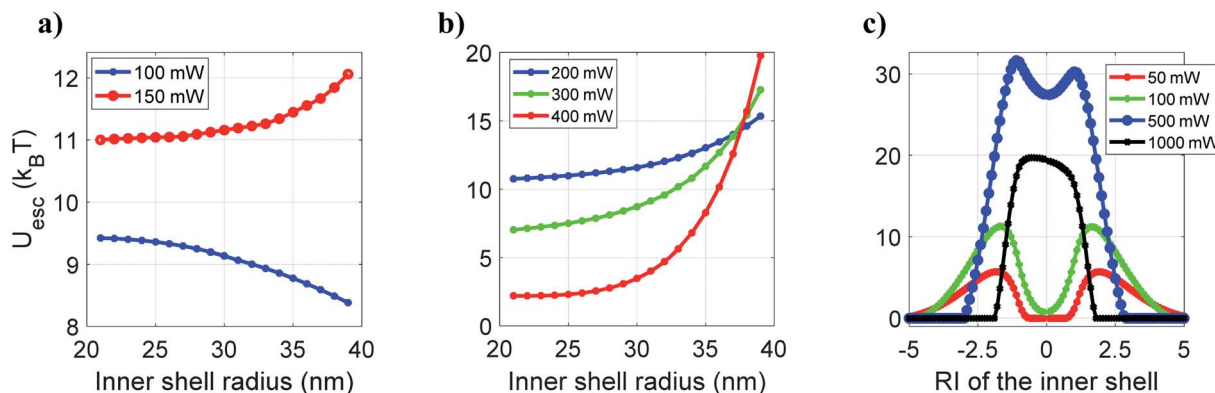 a)
U_esc (k_BT)
12
11
10
9
8
100 mW
150 mW
20 25 30 35 40
Inner shell radius (nm)
b)
20
15
10
5
0
200 mW
300 mW
400 mW
20 25 30 35 40
Inner shell radius (nm)
c)
30
20
10
0
50 mW
100 mW
500 mW
1000 mW
-5 -2.5 0 2.5 5
RI of the inner shell